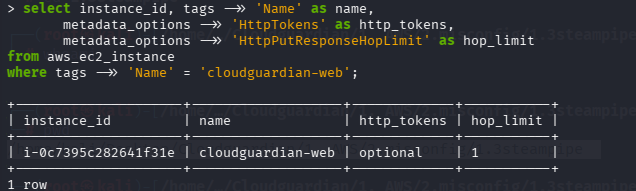 > select instance_id, tags ->> 'Name' as name,
metadata_options ->> 'HttpTokens' as http_tokens,
metadata_options ->> 'HttpPutResponseHopLimit' as hop_limit
from aws_ec2_instance
where tags ->> 'Name' = 'cloudguardian-web';
+---------------------+-------------------+-------------+-----------+
| instance_id | name | http_tokens | hop_limit |
+---------------------+-------------------+-------------+-----------+
| i-0c7395c282641f31e | cloudguardian-web | optional | 1 |
+---------------------+-------------------+-------------+-----------+
1 row